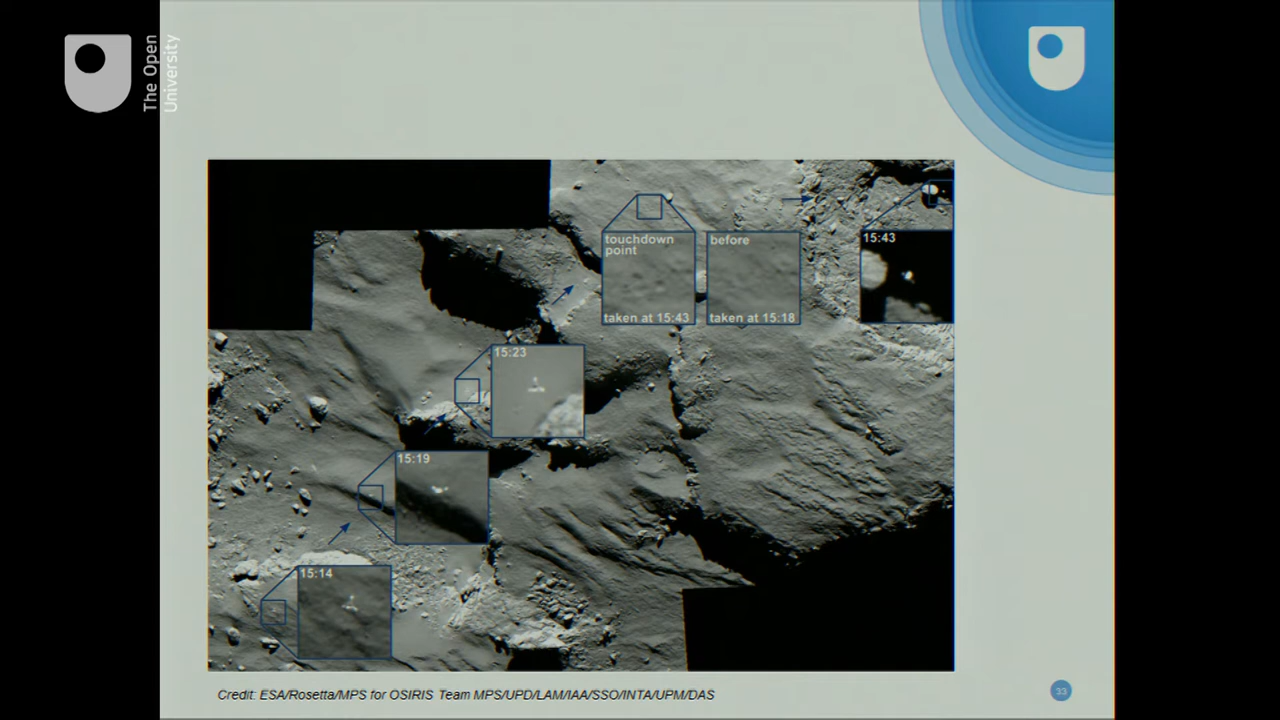 The Open
University
touchdown
point
before
15:43
taken at 15:43
taken at 15:18
15:23
15:19
15:14
Credit: ESA/Rosetta/MPS for OSIRIS Team MPS/UPD/LAM/IAA/SSO/INTA/UPM/DAS
33